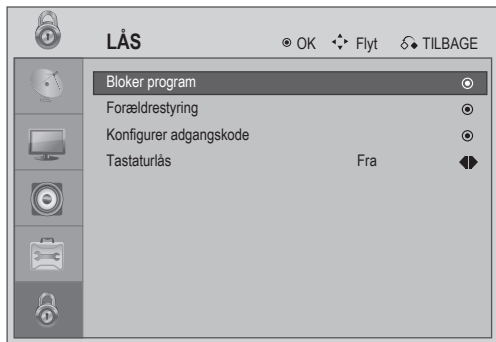 LÅS OK Flyt TILBAGE
Bloker program
Forældrestyring
Konfigurer adgangskode
Tastaturlås Fra